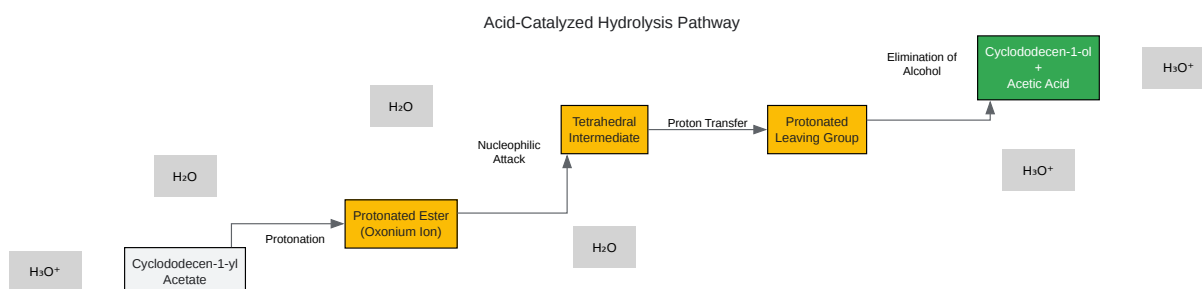 Acid-Catalyzed Hydrolysis Pathway
Elimination of
Alcohol
Cyclododecen-1-ol
+
Acetic Acid
H₃O⁺
H₂O
Tetrahedral
Intermediate
Proton Transfer
Protonated
Leaving Group
Nucleophilic
Attack
H₂O
H₃O⁺
Protonated Ester
(Oxonium Ion)
Protonation
H₂O
Cyclododecen-1-yl
Acetate
H₃O⁺